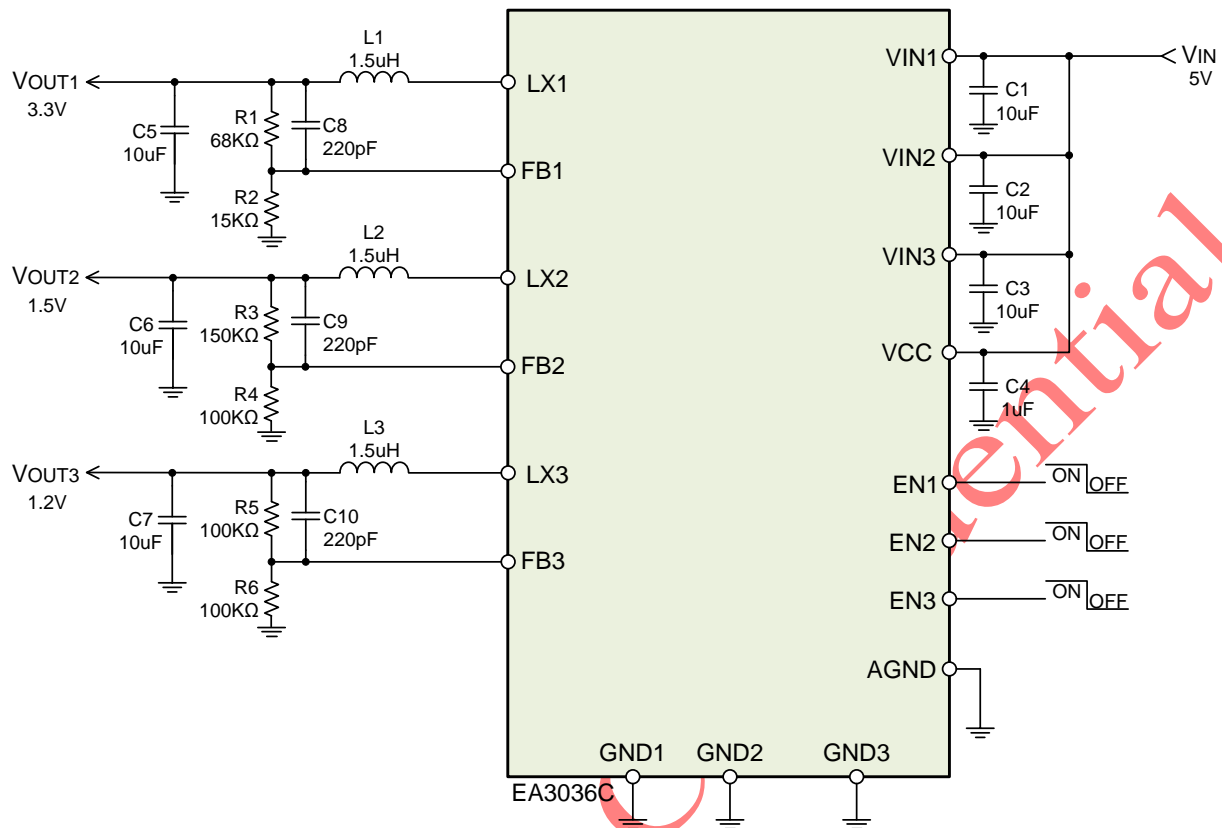 VOUT1
3.3V
L1
1.5uH
LX1
C5
10uF
R1
68KΩ
C8
220pF
FB1
R2
15KΩ
VOUT2
1.5V
L2
1.5uH
LX2
C6
10uF
R3
150KΩ
C9
220pF
FB2
R4
100KΩ
VOUT3
1.2V
L3
1.5uH
LX3
C7
10uF
R5
100KΩ
C10
220pF
FB3
R6
100KΩ
VIN1
VIN
5V
C1
10uF
VIN2
C2
10uF
VIN3
C3
10uF
VCC
C4
1uF
EN1
ON OFF
EN2
ON OFF
EN3
ON OFF
AGND
GND1 GND2 GND3
EA3036C